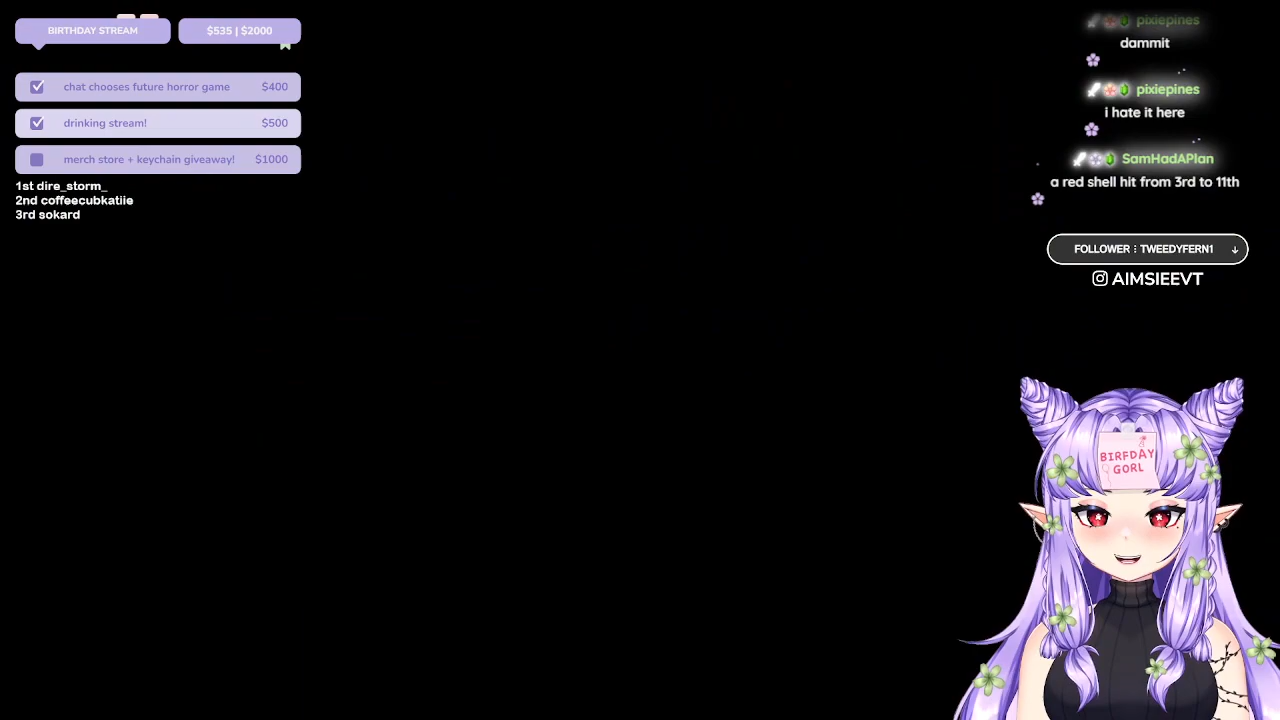 BIRTHDAY STREAM
$535 | $2000
chat chooses future horror game $400
drinking stream! $500
merch store + keychain giveaway! $1000
1st dire_storm_
2nd coffeecubkatiie
3rd sokard
pixiepines
dammit
pixiepines
i hate it here
SamHadAPlan
a red shell hit from 3rd to 11th
FOLLOWER : TWEEDYFERN1 ↓
AIMSIEEVT
BIRFDAY
GORL